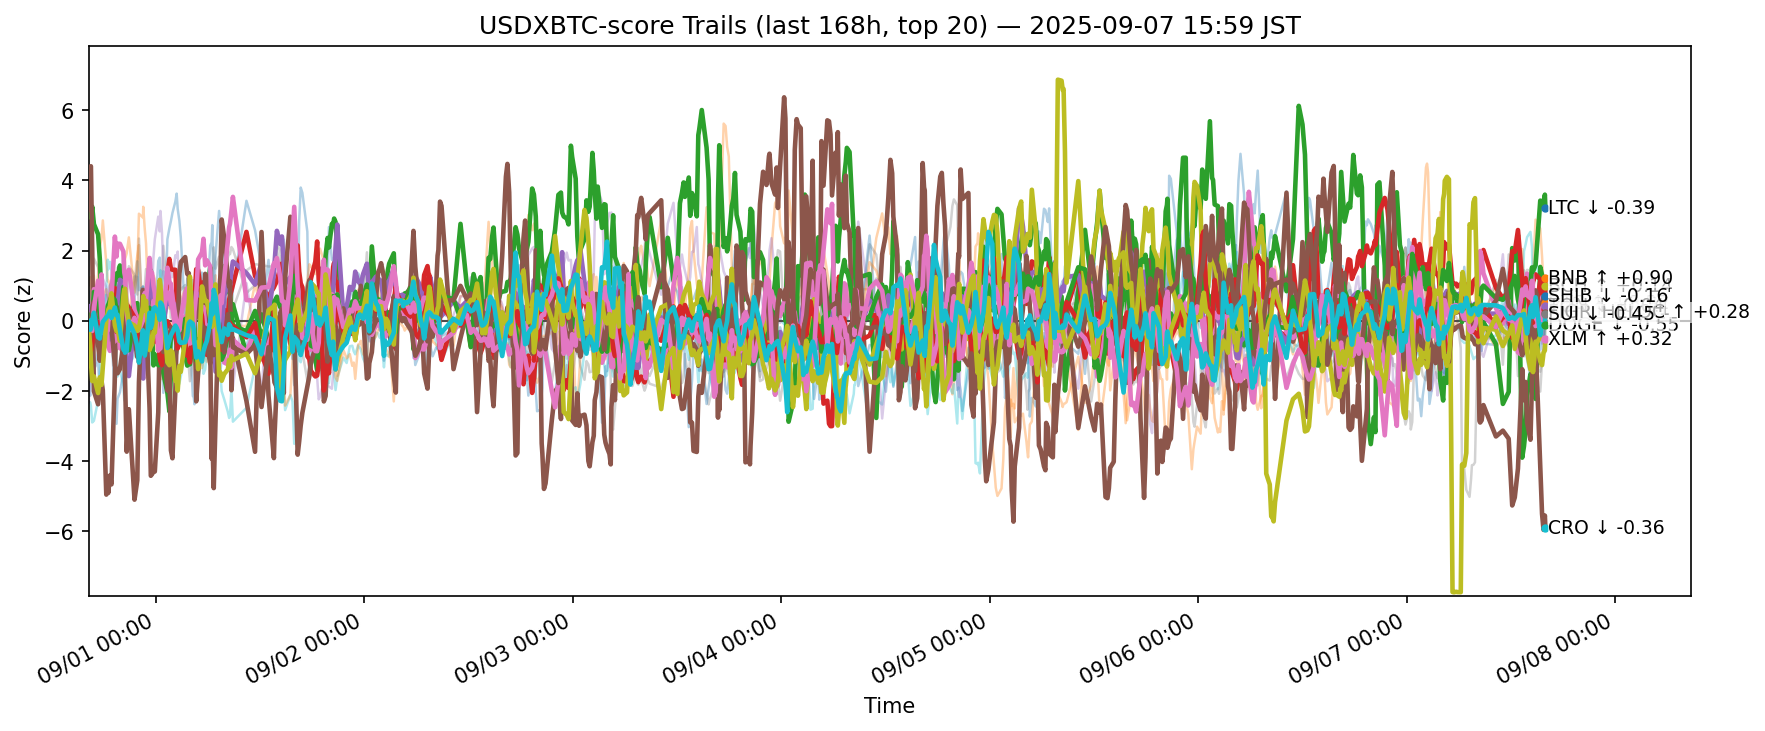 USDXBTC-score Trails (last 168h, top 20) — 2025-09-07 15:59 JST
Score (z)
6
4
2
0
−2
−4
−6
LTC ↓ -0.39
BNB ↑ +0.90
SHIB ↓ -0.16
↑ +0.28
SUI ↓ -0.45
DOGE ↓ -0.55
XLM ↑ +0.32
CRO ↓ -0.36
09/01 00:00
09/02 00:00
09/03 00:00
09/04 00:00
09/05 00:00
09/06 00:00
09/07 00:00
09/08 00:00
Time